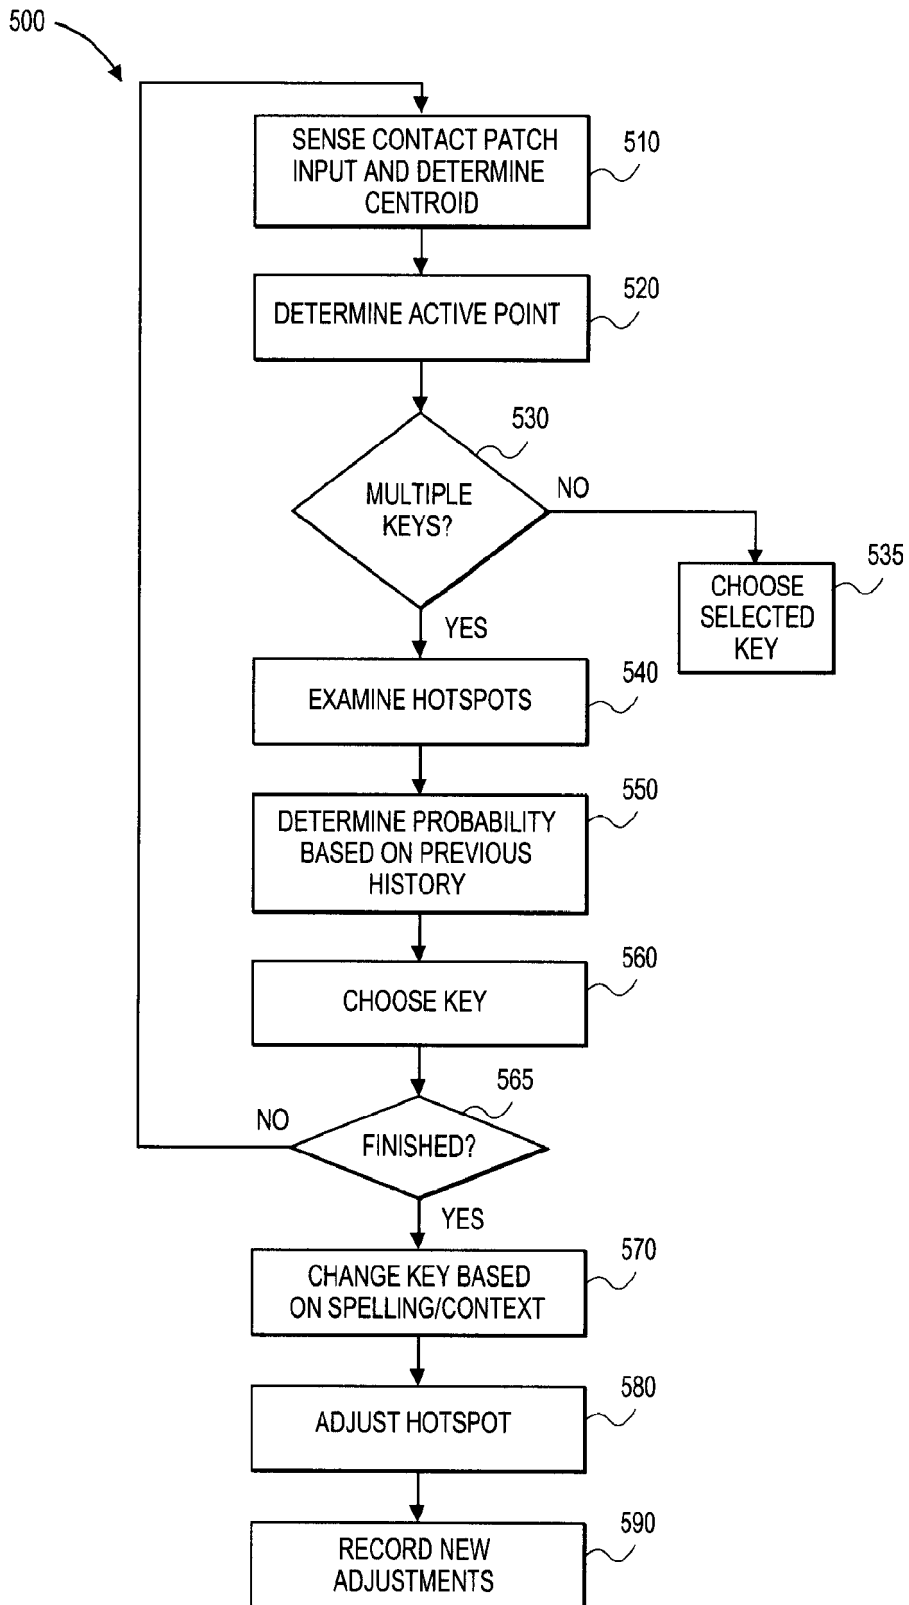 500
SENSE CONTACT PATCH
INPUT AND DETERMINE
CENTROID
510
DETERMINE ACTIVE POINT
520
530
MULTIPLE
KEYS?
NO
535
CHOOSE
SELECTED
KEY
YES
EXAMINE HOTSPOTS
540
DETERMINE PROBABILITY
BASED ON PREVIOUS
HISTORY
550
CHOOSE KEY
560
565
NO
FINISHED?
YES
CHANGE KEY BASED
ON SPELLING/CONTEXT
570
ADJUST HOTSPOT
580
RECORD NEW
ADJUSTMENTS
590